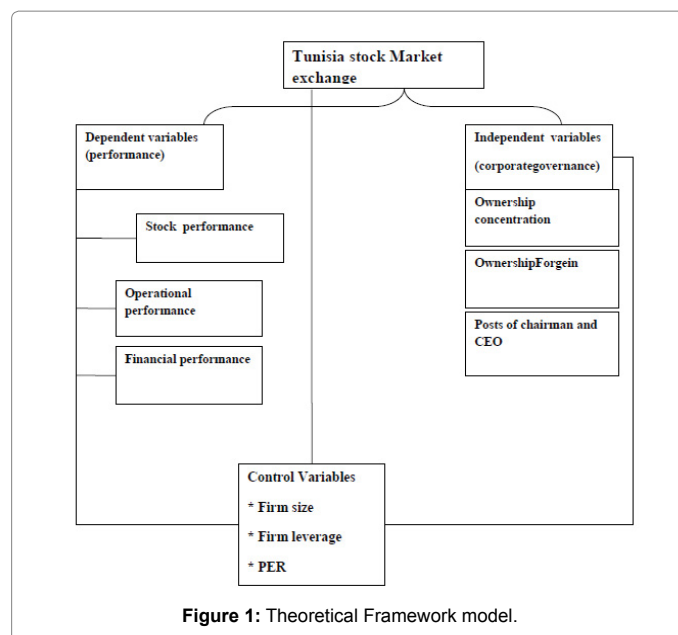 Tunisia stock Market
exchange
Dependent variables
(performance)
Stock performance
Operational
performance
Financial performance
Independent variables
(corporategovernance)
Ownership
concentration
OwnershipForgein
Posts of chairman and
CEO
Control Variables
* Firm size
* Firm leverage
* PER
Figure 1: Theoretical Framework model.